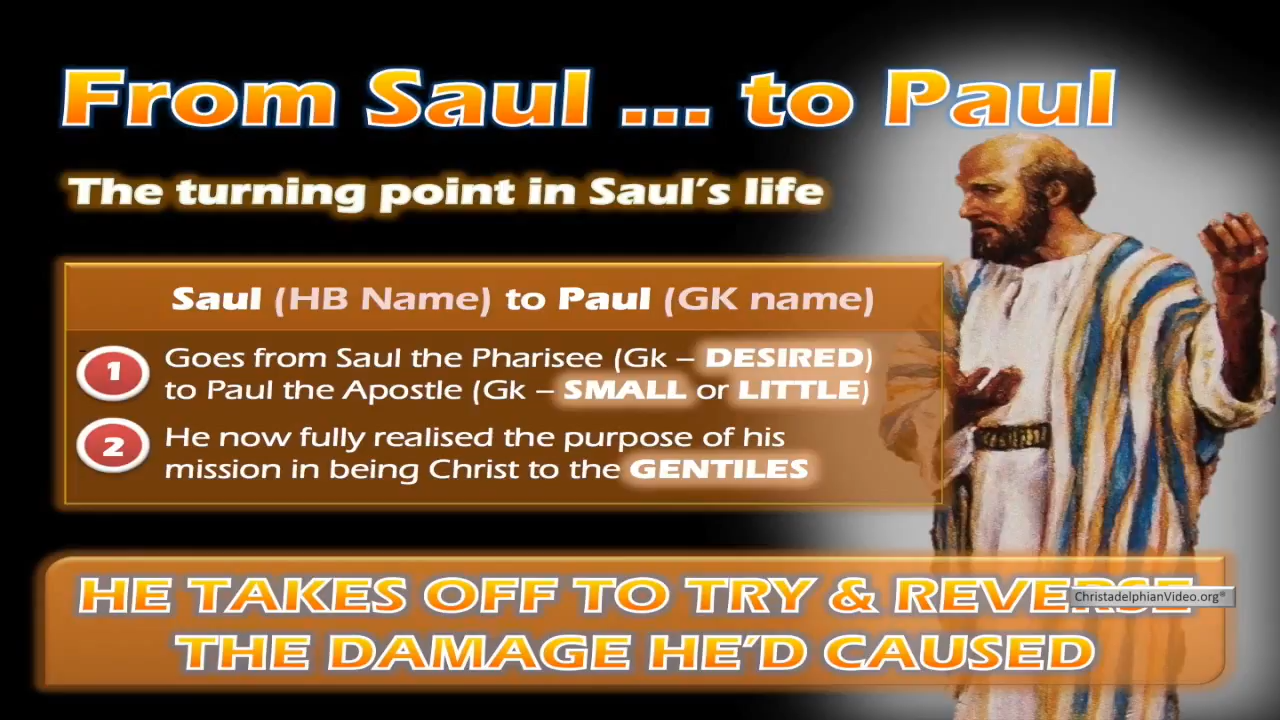 From Saul ... to Paul
The turning point in Saul's life
Saul (HB Name) to Paul (GK name)
1 Goes from Saul the Pharisee (Gk – DESIRED)
to Paul the Apostle (Gk – SMALL or LITTLE)
2 He now fully realised the purpose of his
mission in being Christ to the GENTILES
HE TAKES OFF TO TRY & REVERSE
ChristadelphianVideo.org®
THE DAMAGE HE'D CAUSED